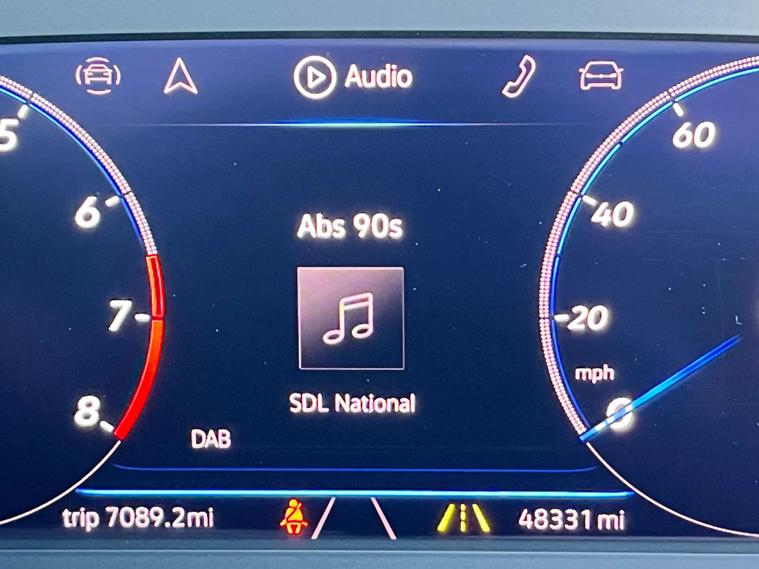 Audio
5
6
7
8
60
40
20
mph
0
Abs 90s
SDL National
DAB
trip 7089.2mi
48331 mi